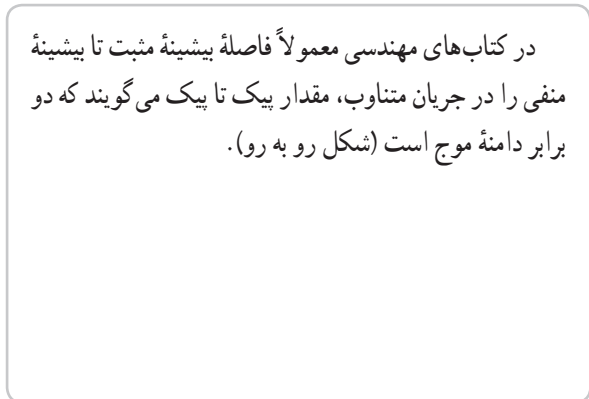 در کتاب‌های مهندسی معمولاً فاصلهٔ بیشینهٔ مثبت تا بیشینهٔ
منفی را در جریان متناوب، مقدار پیک تا پیک می‌گویند که دو
برابر دامنهٔ موج است (شکل رو به رو).